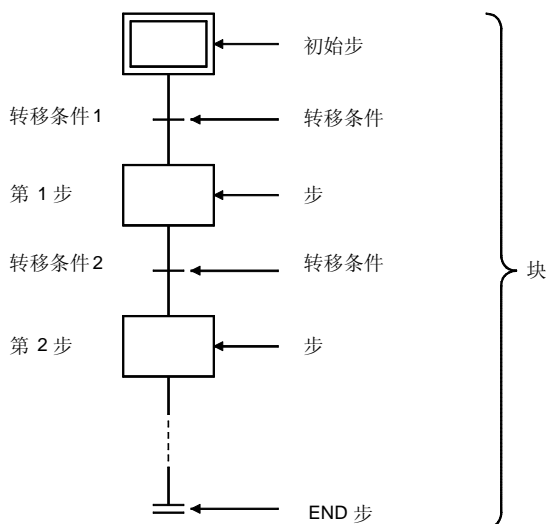 初始步
转移条件1 转移条件
第 1 步 步
转移条件2 转移条件
块
第 2 步 步
END 步